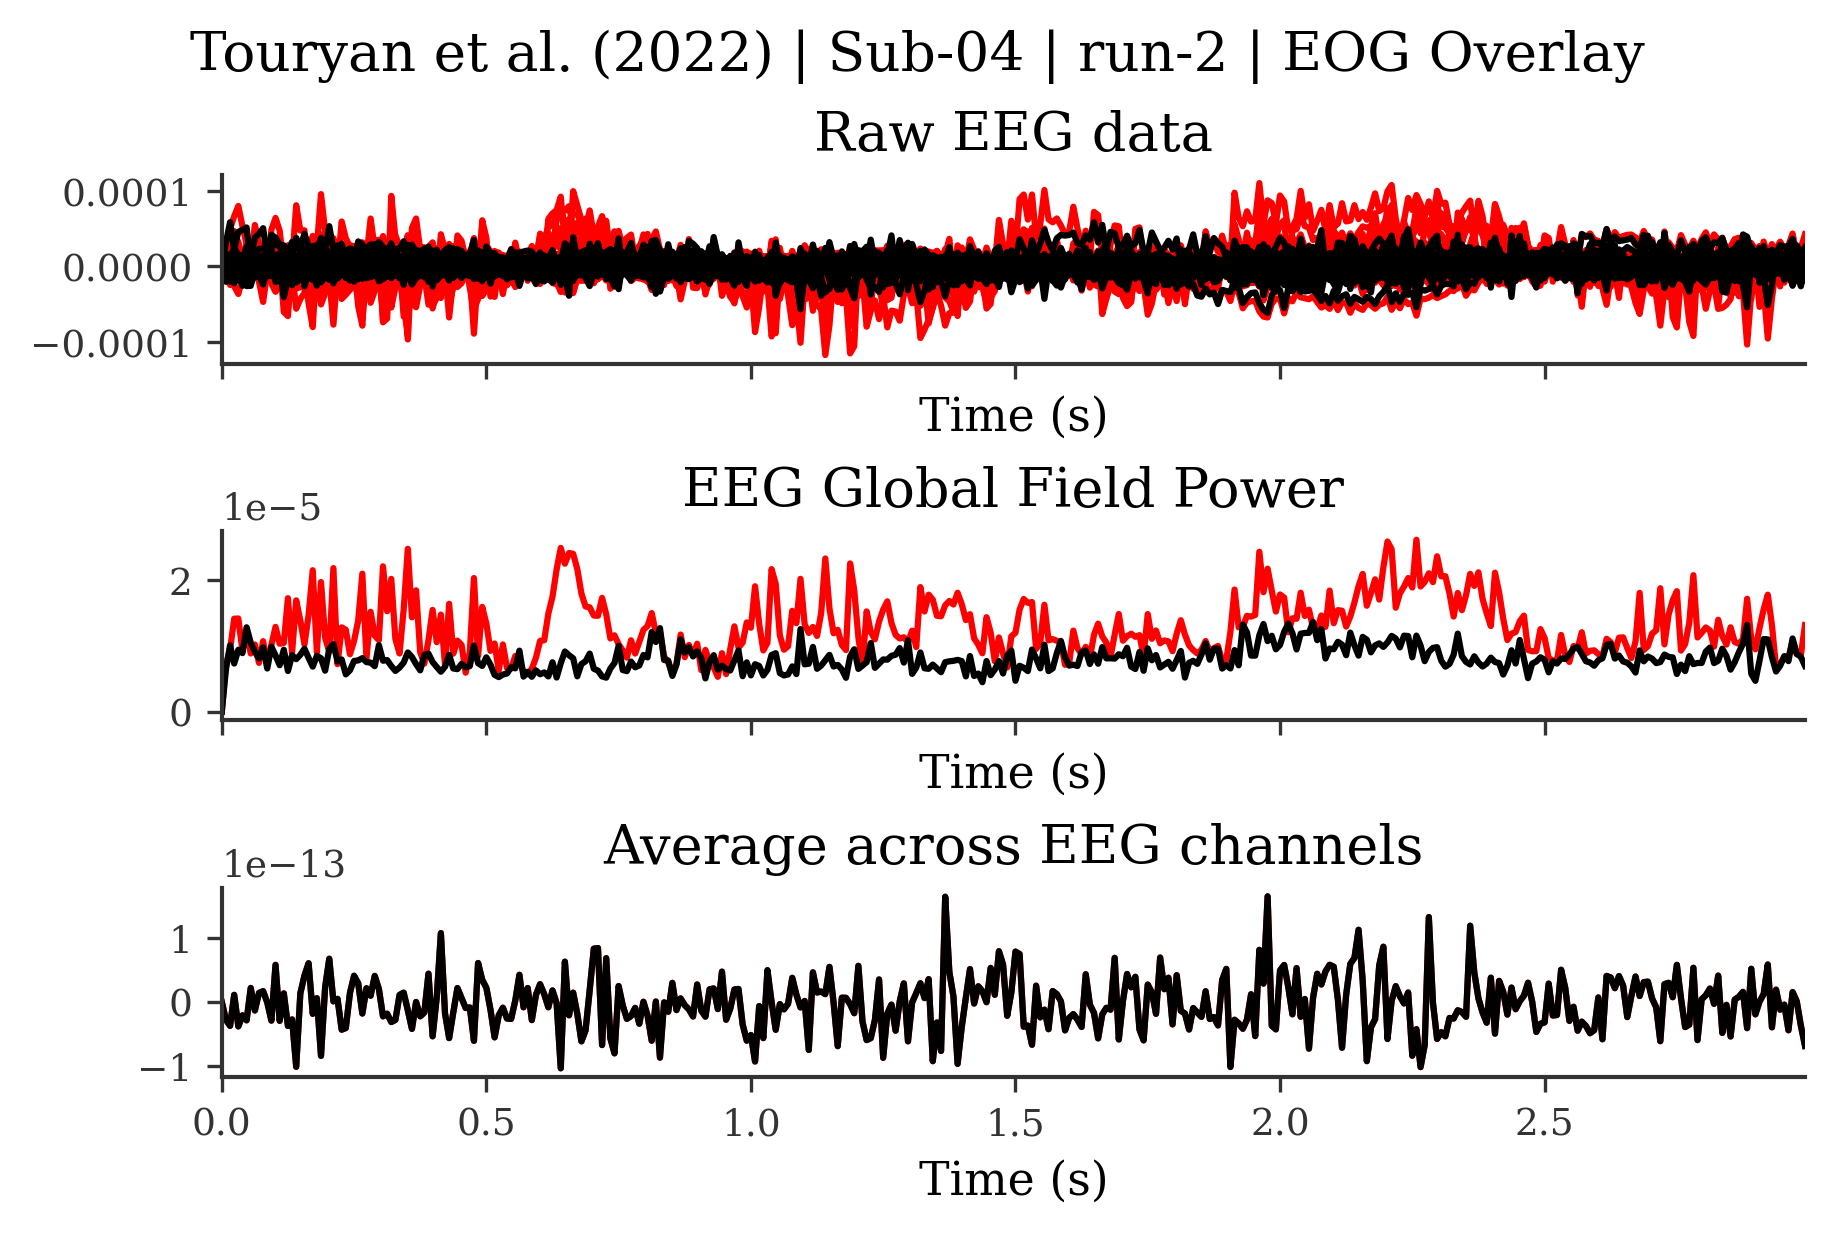 Touryan et al. (2022) | Sub-04 | run-2 | EOG Overlay
Raw EEG data
0.0001
0.0000
−0.0001
Time (s)
EEG Global Field Power
1e−5
2
0
Time (s)
Average across EEG channels
1e−13
1
0
−1
0.0 0.5 1.0 1.5 2.0 2.5
Time (s)